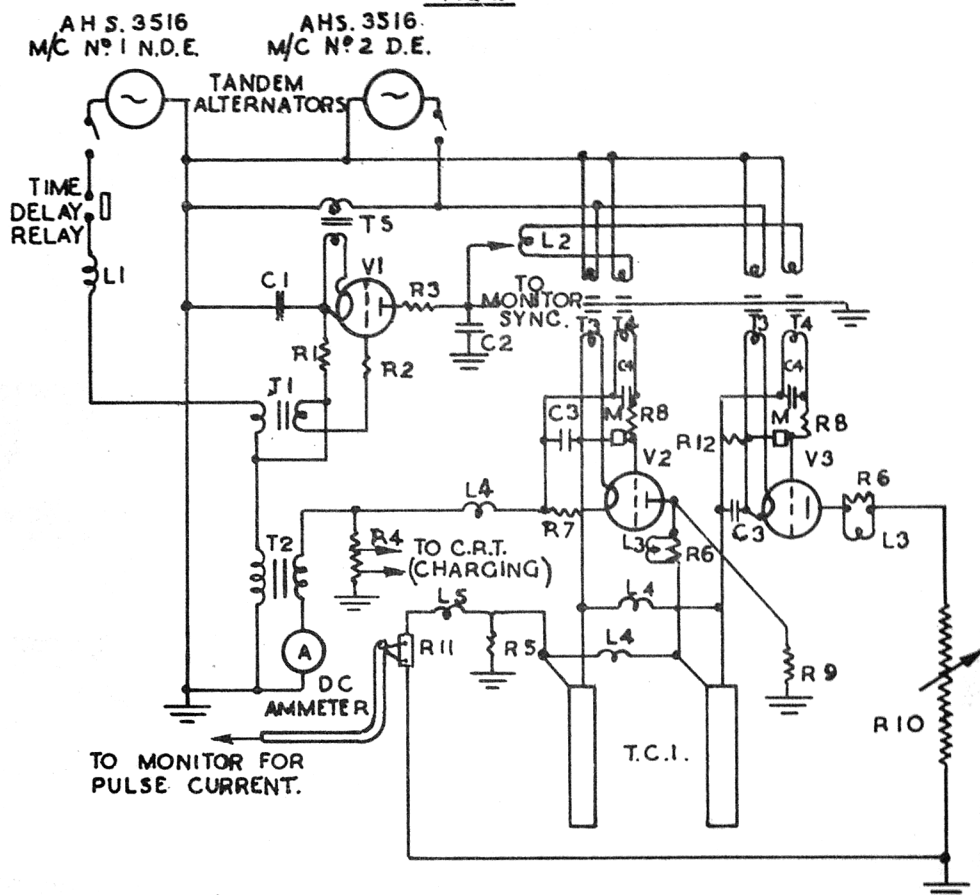 AHS. 3516
M/C Nº 1 N.D.E.
AHS. 3516.
M/C Nº 2 D.E.
TANDEM
ALTERNATORS
TIME
DELAY
RELAY
L1
T5
L2
C1
V1
R3
TO
MONITOR
SYNC.
C2
R1
R2
J1
T3
T4
T3
T4
C4
C4
C3
M
R8
R12
M
R8
V2
V3
L4
R7
C3
R6
L3
L3
R6
T2
R4
TO C.R.T.
(CHARGING)
L5
L4
R11
R5
L4
R9
A
DC
AMMETER
R10
T.C.1.
TO MONITOR FOR
PULSE CURRENT.